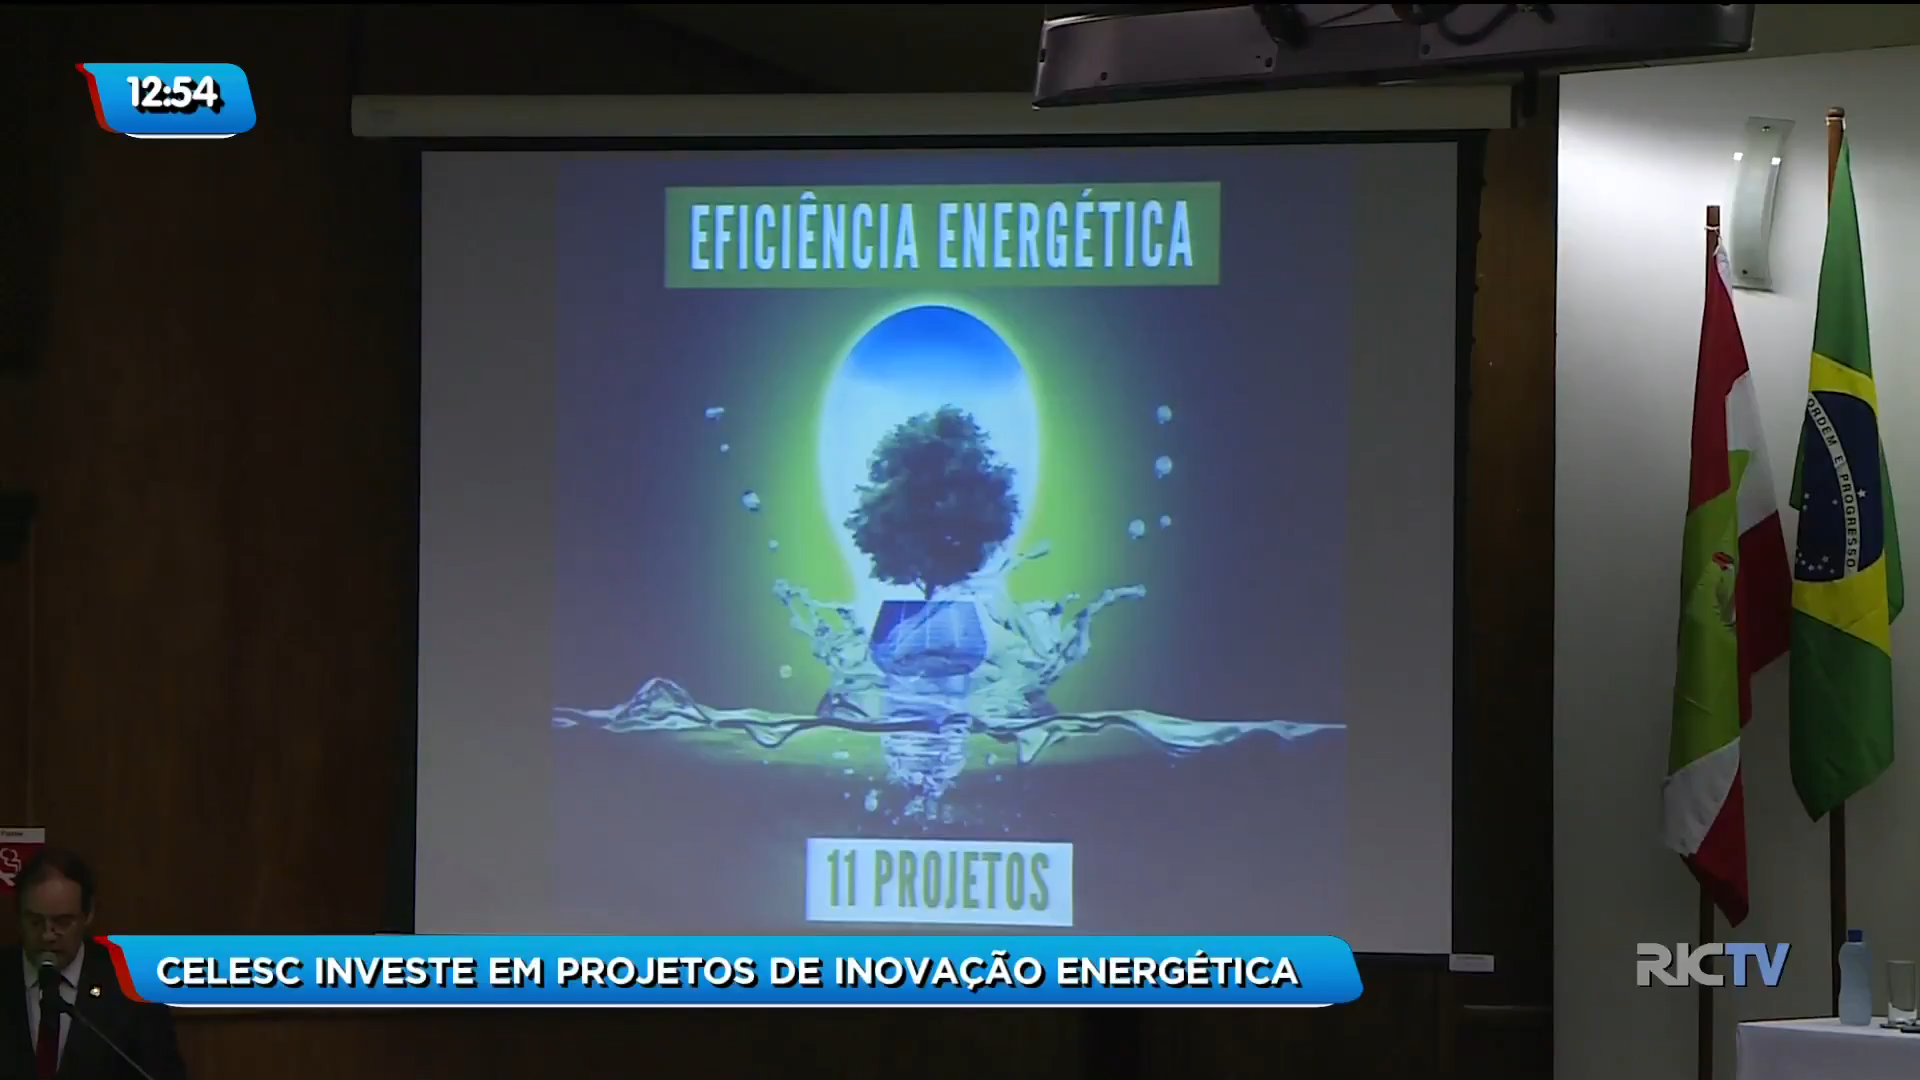 12:54
EFICIÊNCIA ENERGÉTICA
ORDEM E PROGRESSO
11 PROJETOS
CELESC INVESTE EM PROJETOS DE INOVAÇÃO ENERGÉTICA
RICTV